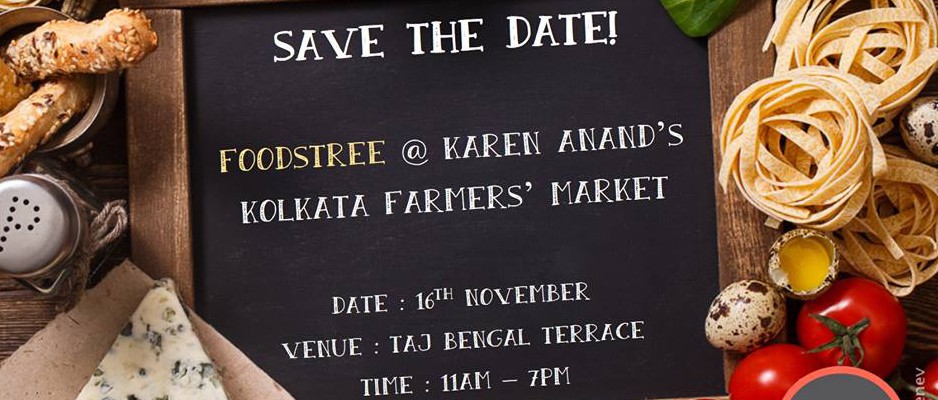 SAVE THE DATE!
FOODSTREE @ KAREN ANAND'S
KOLKATA FARMERS' MARKET
DATE : 16TH NOVEMBER
VENUE : TAJ BENGAL TERRACE
TIME : 11AM – 7PM